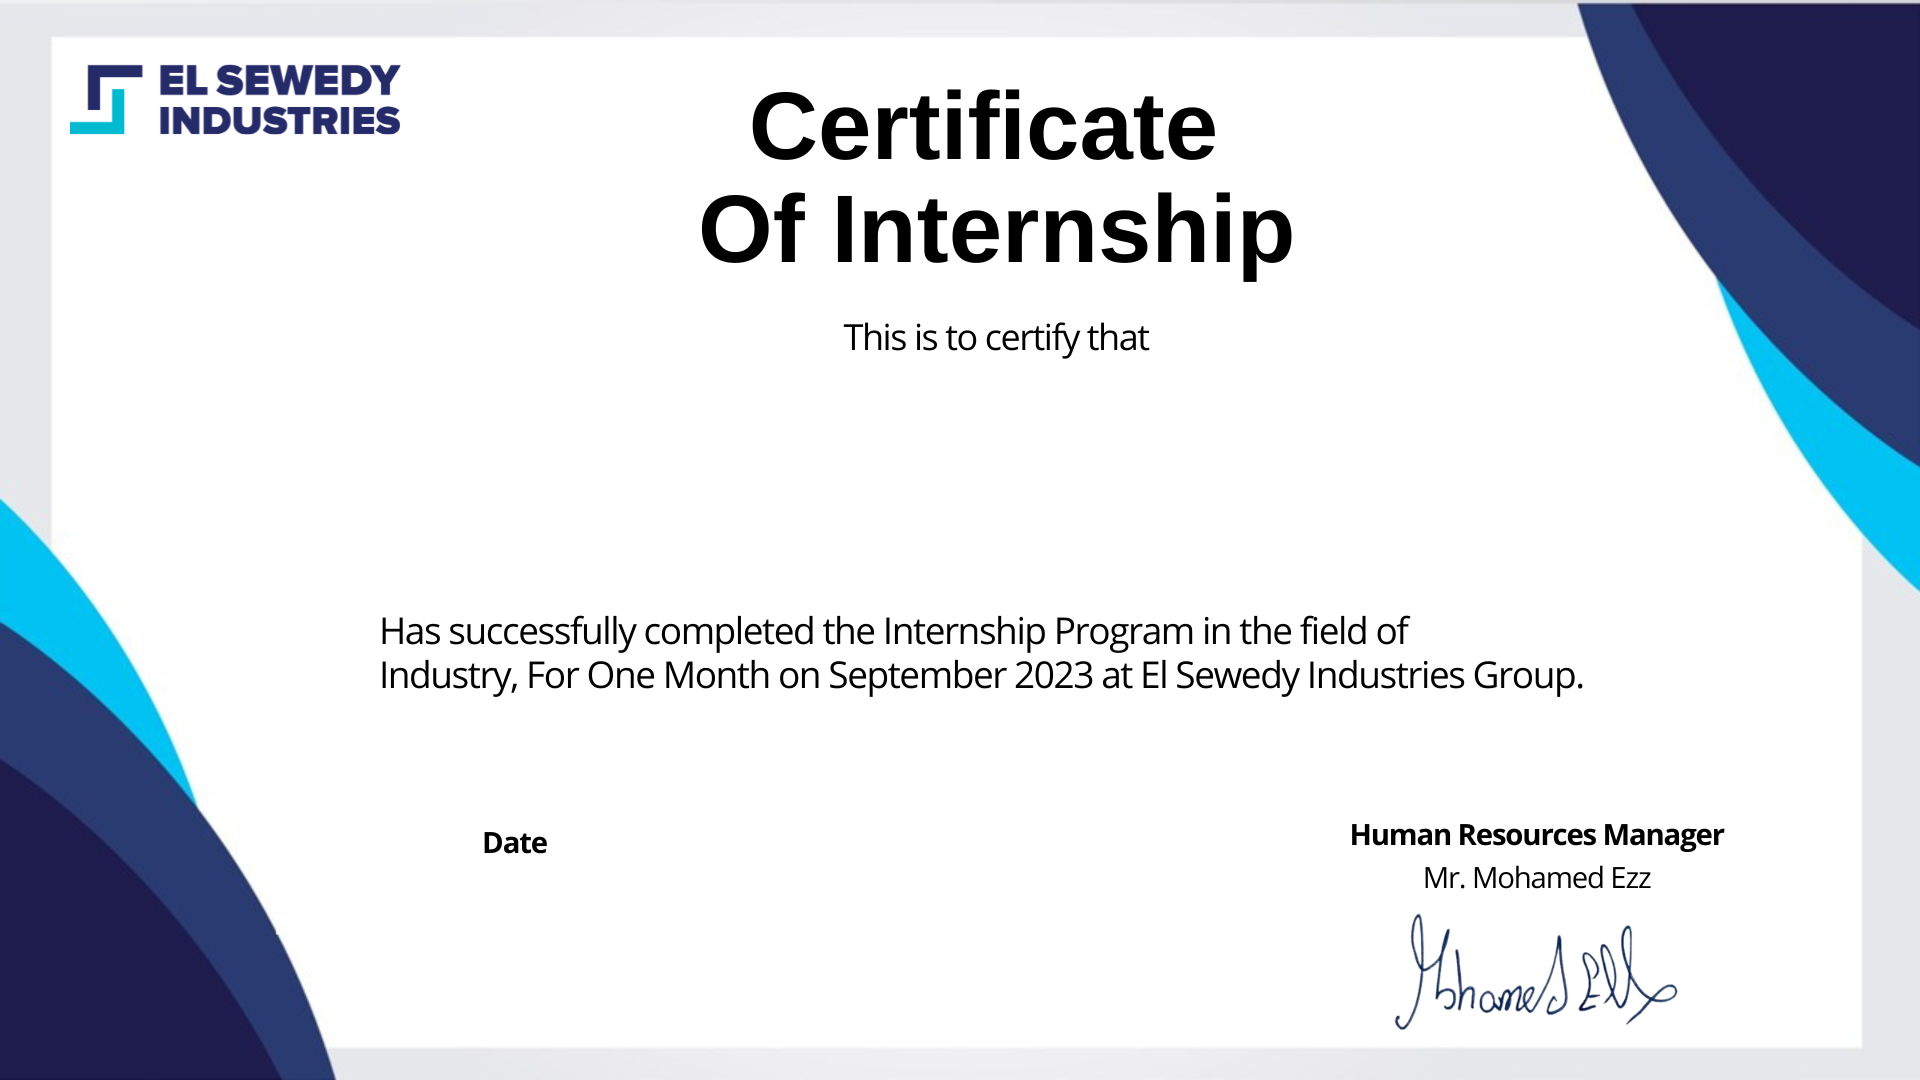 EL SEWEDY
INDUSTRIES
Certificate
Of Internship
This is to certify that
Has successfully completed the Internship Program in the field of
Industry, For One Month on September 2023 at El Sewedy Industries Group.
Date
Human Resources Manager
Mr. Mohamed Ezz
Mohamed Ezz